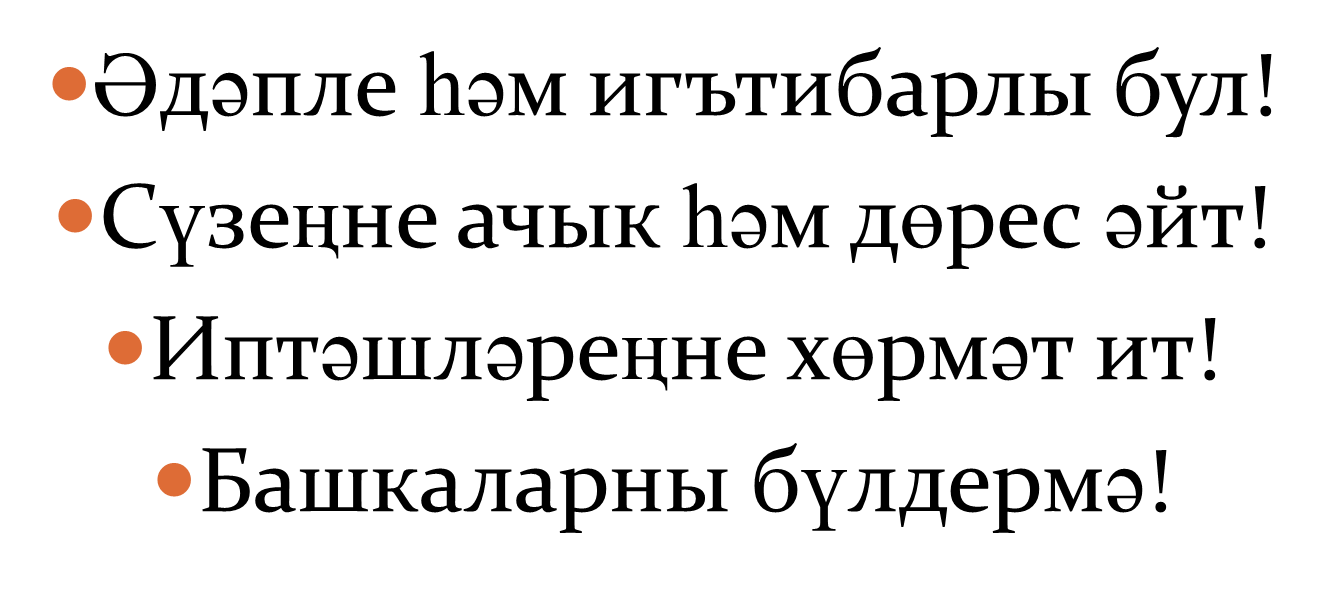 •Әдәпле һәм игътибарлы бул!
•Сүзеңне ачык һәм дөрес әйт!
•Иптәшләреңне хөрмәт ит!
•Башкаларны бүлдермә!